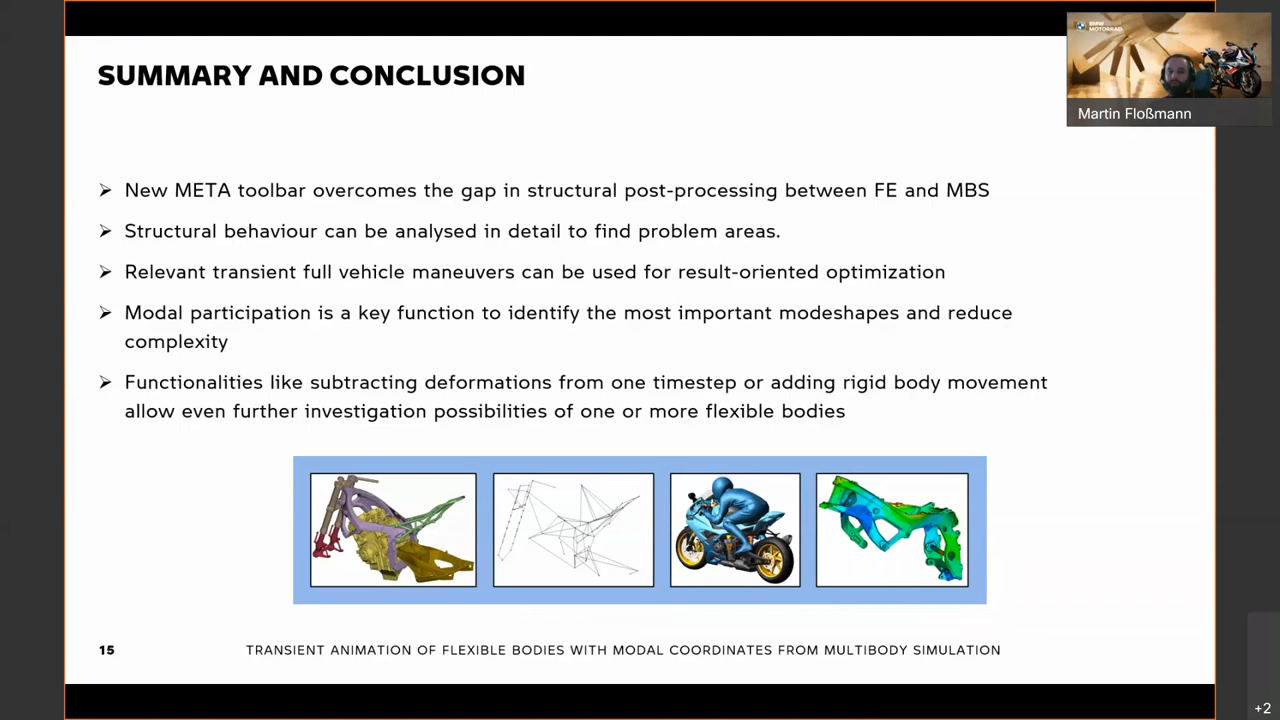 SUMMARY AND CONCLUSION
BMW
MOTORRAD
Martin Floßmann
➢ New META toolbar overcomes the gap in structural post-processing between FE and MBS
➢ Structural behaviour can be analysed in detail to find problem areas.
➢ Relevant transient full vehicle maneuvers can be used for result-oriented optimization
➢ Modal participation is a key function to identify the most important modeshapes and reduce
complexity
➢ Functionalities like subtracting deformations from one timestep or adding rigid body movement
allow even further investigation possibilities of one or more flexible bodies
15 TRANSIENT ANIMATION OF FLEXIBLE BODIES WITH MODAL COORDINATES FROM MULTIBODY SIMULATION
+2